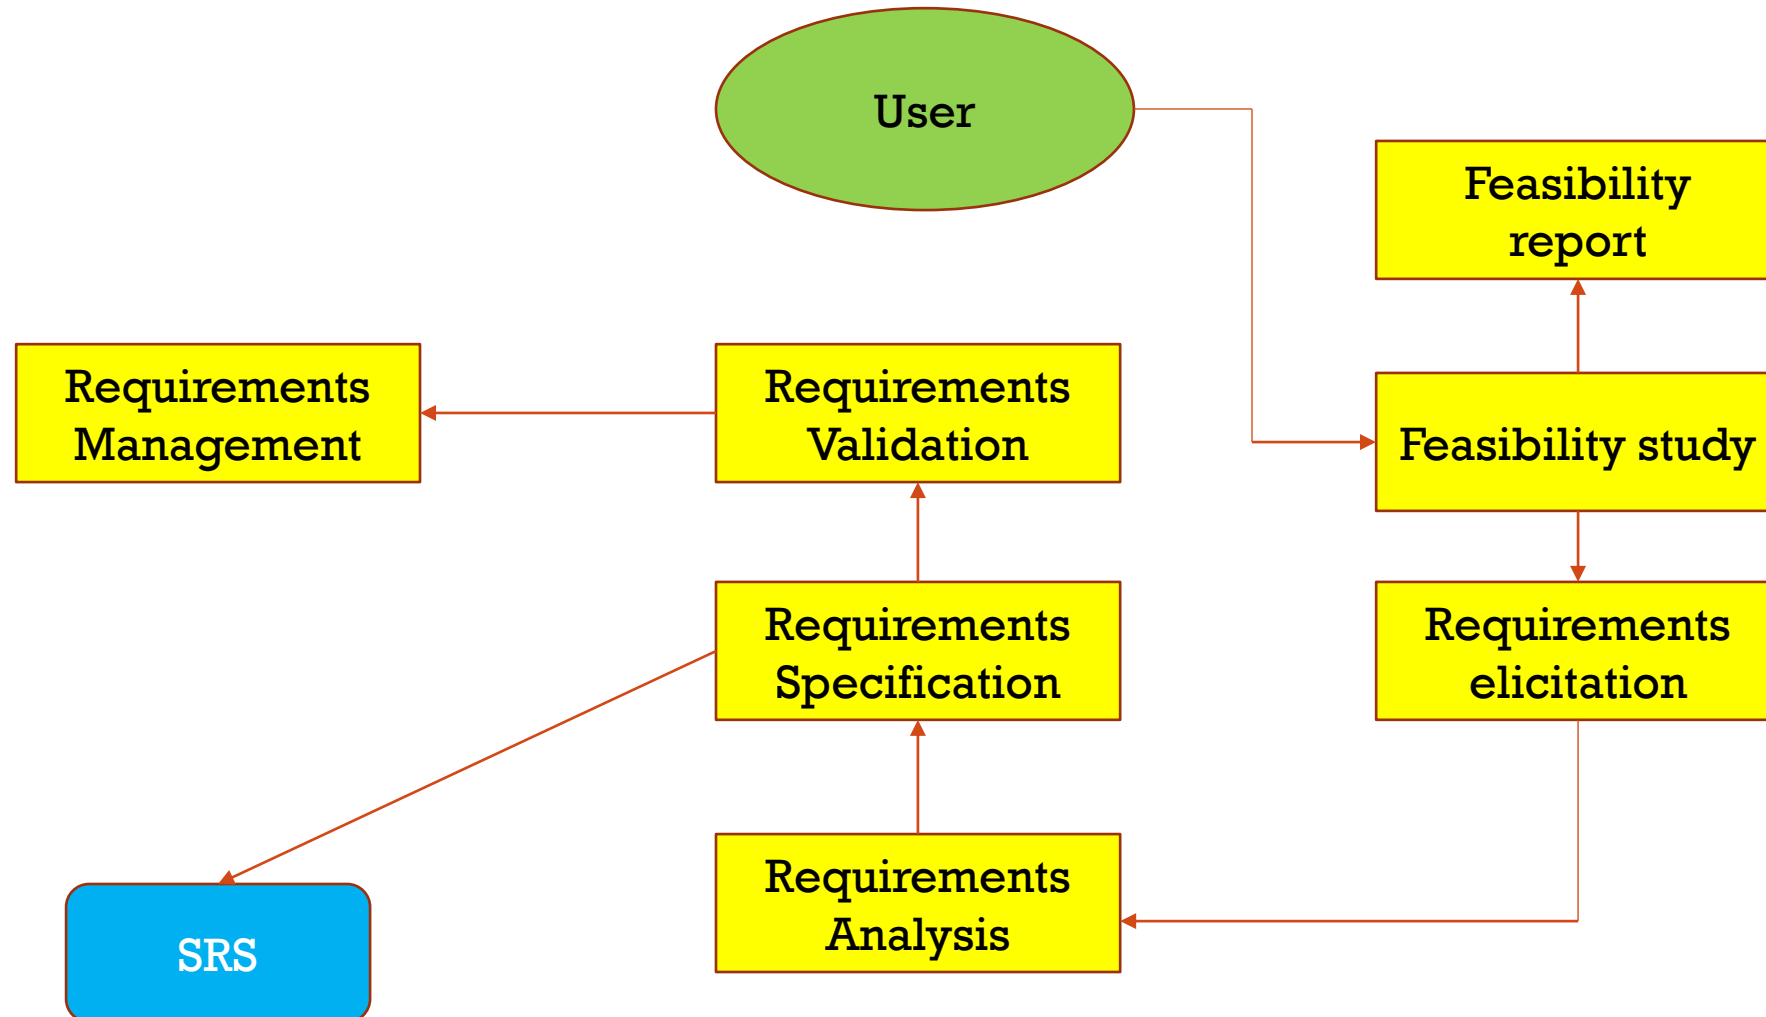 User
Feasibility
report
Requirements
Management
Requirements
Validation
Feasibility study
Requirements
Specification
Requirements
elicitation
Requirements
Analysis
SRS